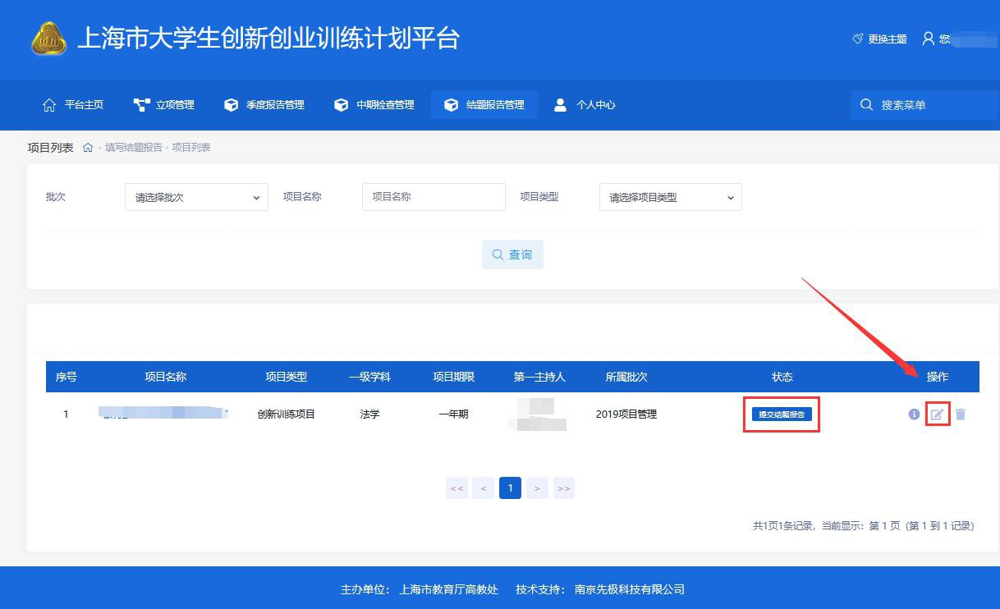 上海市大学生创新创业训练计划平台
更换主题 您
平台主页 立项管理 季度报告管理 中期检查管理 结题报告管理 个人中心 搜索菜单
项目列表 填写结题报告 项目列表
批次 请选择批次 项目名称 项目名称 项目类型 请选择项目类型
查询
序号 项目名称 项目类型 一级学科 项目期限 第一主持人 所属批次 状态 操作
1 创新训练项目 法学 一年期 2019项目管理 提交结题报告
<< < 1 > >>
共1页1条记录，当前显示：第 1 页（第 1 到 1 记录）
主办单位： 上海市教育厅高教处 技术支持： 南京先极科技有限公司